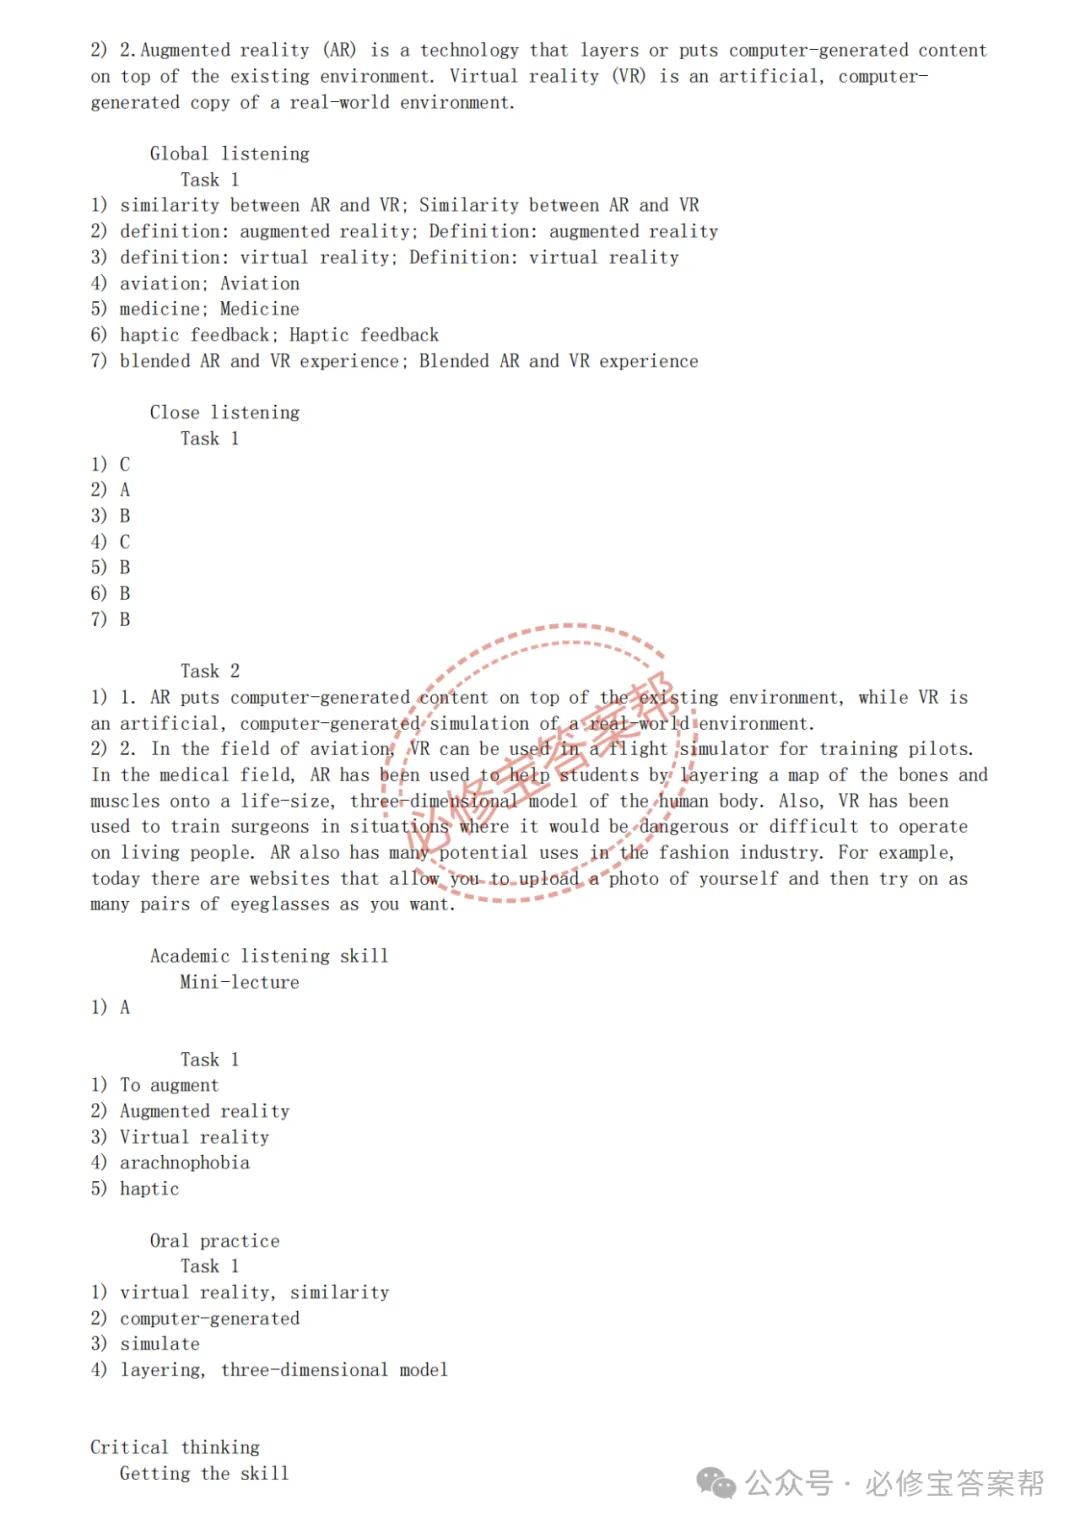 2) 2.Augmented reality (AR) is a technology that layers or puts computer-generated content
on top of the existing environment. Virtual reality (VR) is an artificial, computer-
generated copy of a real-world environment.
Global listening
Task 1
1) similarity between AR and VR; Similarity between AR and VR
2) definition: augmented reality; Definition: augmented reality
3) definition: virtual reality; Definition: virtual reality
4) aviation; Aviation
5) medicine; Medicine
6) haptic feedback; Haptic feedback
7) blended AR and VR experience; Blended AR and VR experience
Close listening
Task 1
1) C
2) A
3) B
4) C
5) B
6) B
7) B
Task 2
1) 1. AR puts computer-generated content on top of the existing environment, while VR is
an artificial, computer-generated simulation of a real-world environment.
2) 2. In the field of aviation, VR can be used in a flight simulator for training pilots.
In the medical field, AR has been used to help students by layering a map of the bones and
muscles onto a life-size, three-dimensional model of the human body. Also, VR has been
used to train surgeons in situations where it would be dangerous or difficult to operate
on living people. AR also has many potential uses in the fashion industry. For example,
today there are websites that allow you to upload a photo of yourself and then try on as
many pairs of eyeglasses as you want.
必修宝答案帮
Academic listening skill
Mini-lecture
1) A
Task 1
1) To augment
2) Augmented reality
3) Virtual reality
4) arachnophobia
5) haptic
Oral practice
Task 1
1) virtual reality, similarity
2) computer-generated
3) simulate
4) layering, three-dimensional model
Critical thinking
Getting the skill
公众号 · 必修宝答案帮